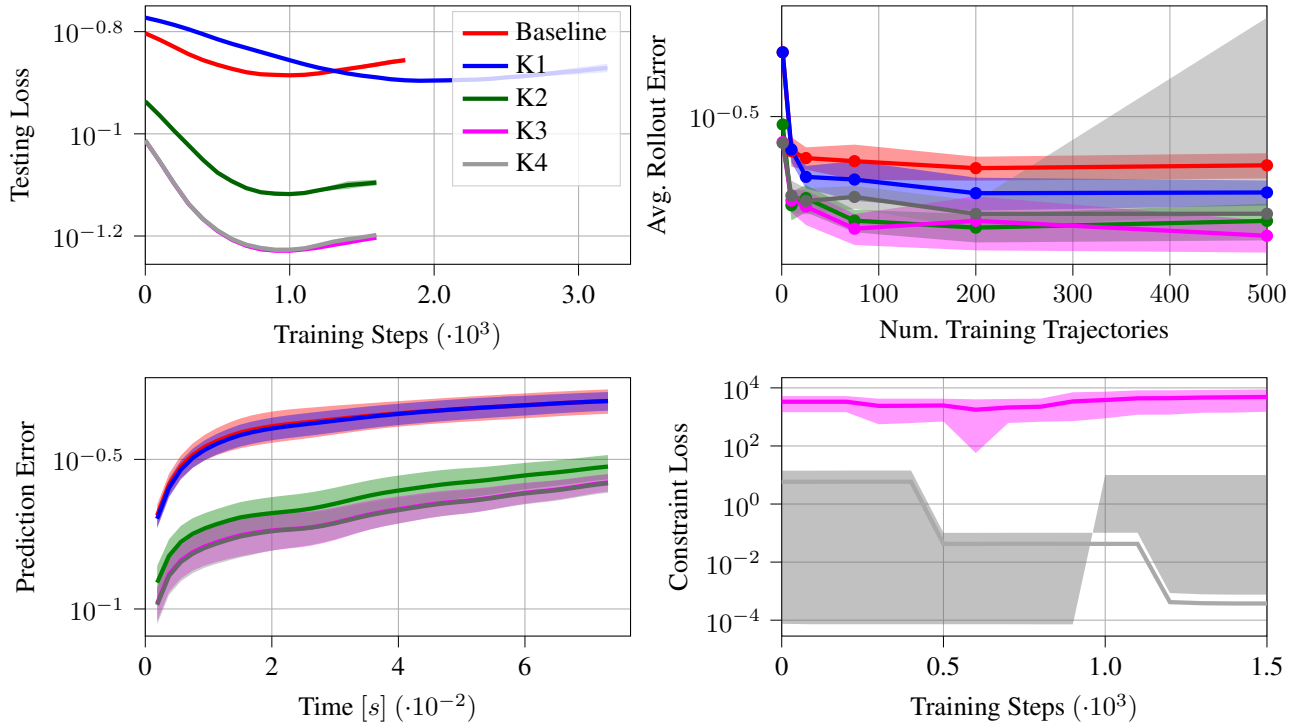 Testing Loss
10^{-0.8}
10^{-1}
10^{-1.2}
0 1.0 2.0 3.0
Training Steps (·10^3)
Baseline
K1
K2
K3
K4
Avg. Rollout Error
10^{-0.5}
0 100 200 300 400 500
Num. Training Trajectories
Prediction Error
10^{-0.5}
10^{-1}
0 2 4 6
Time [s] (·10^{-2})
Constraint Loss
10^4
10^2
10^0
10^{-2}
10^{-4}
0 0.5 1.0 1.5
Training Steps (·10^3)